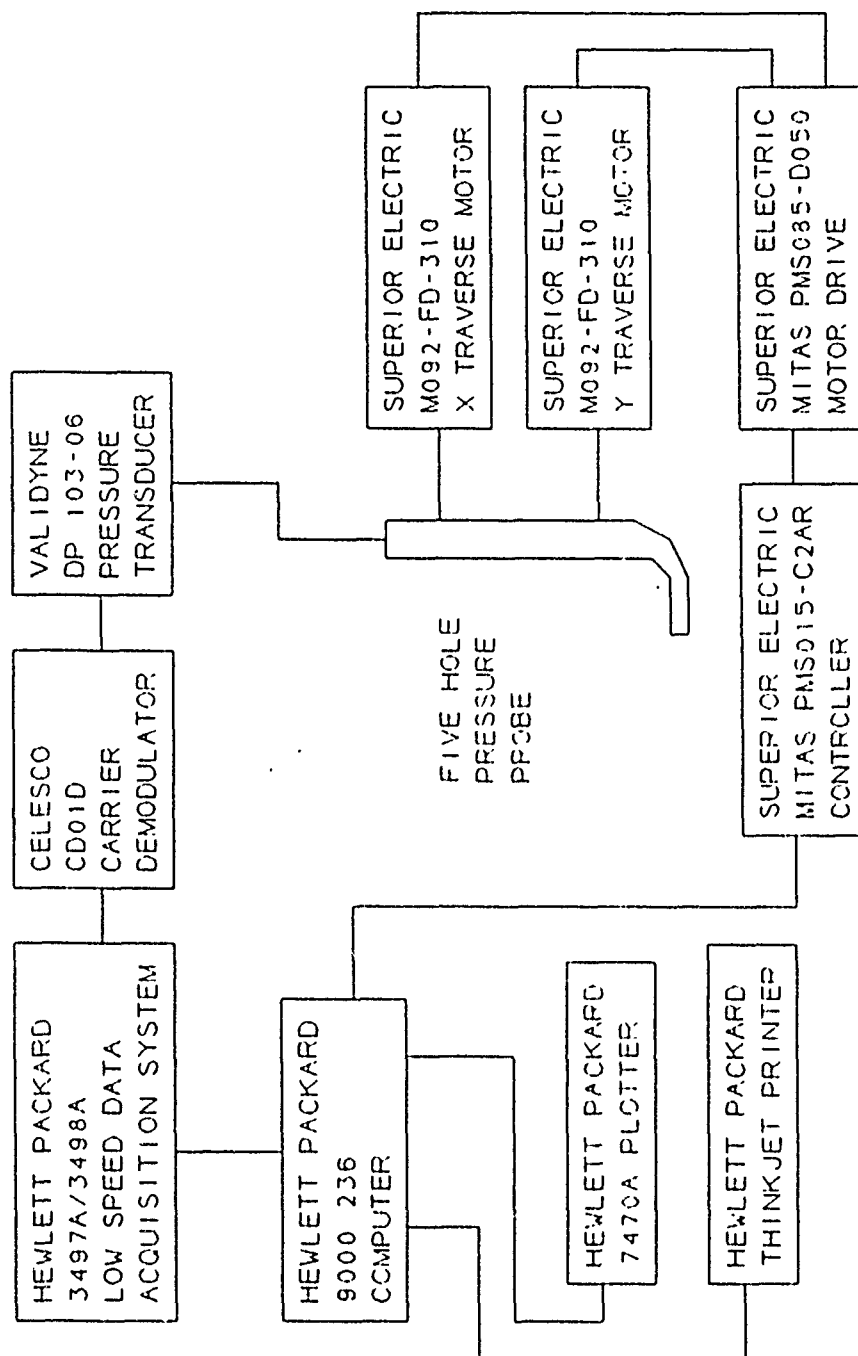 HEWLETT PACKARD
3497A/3498A
LOW SPEED DATA
ACQUISITION SYSTEM
CELESCO
CD01D
CARRIER
DEMODULATOR
VALIDYNE
DP 103-06
PRESSURE
TRANSDUCER
HEWLETT PACKARD
9000 236
COMPUTER
FIVE HOLE
PRESSURE
PROBE
SUPERIOR ELECTRIC
M092-FD-310
X TRAVERSE MOTOR
SUPERIOR ELECTRIC
M092-FD-310
Y TRAVERSE MOTOR
HEWLETT PACKARD
7470A PLOTTER
HEWLETT PACKARD
THINKJET PRINTER
SUPERIOR ELECTRIC
MITAS PMS015-C2AR
CONTROLLER
SUPERIOR ELECTRIC
MITAS PMS085-D050
MOTOR DRIVE